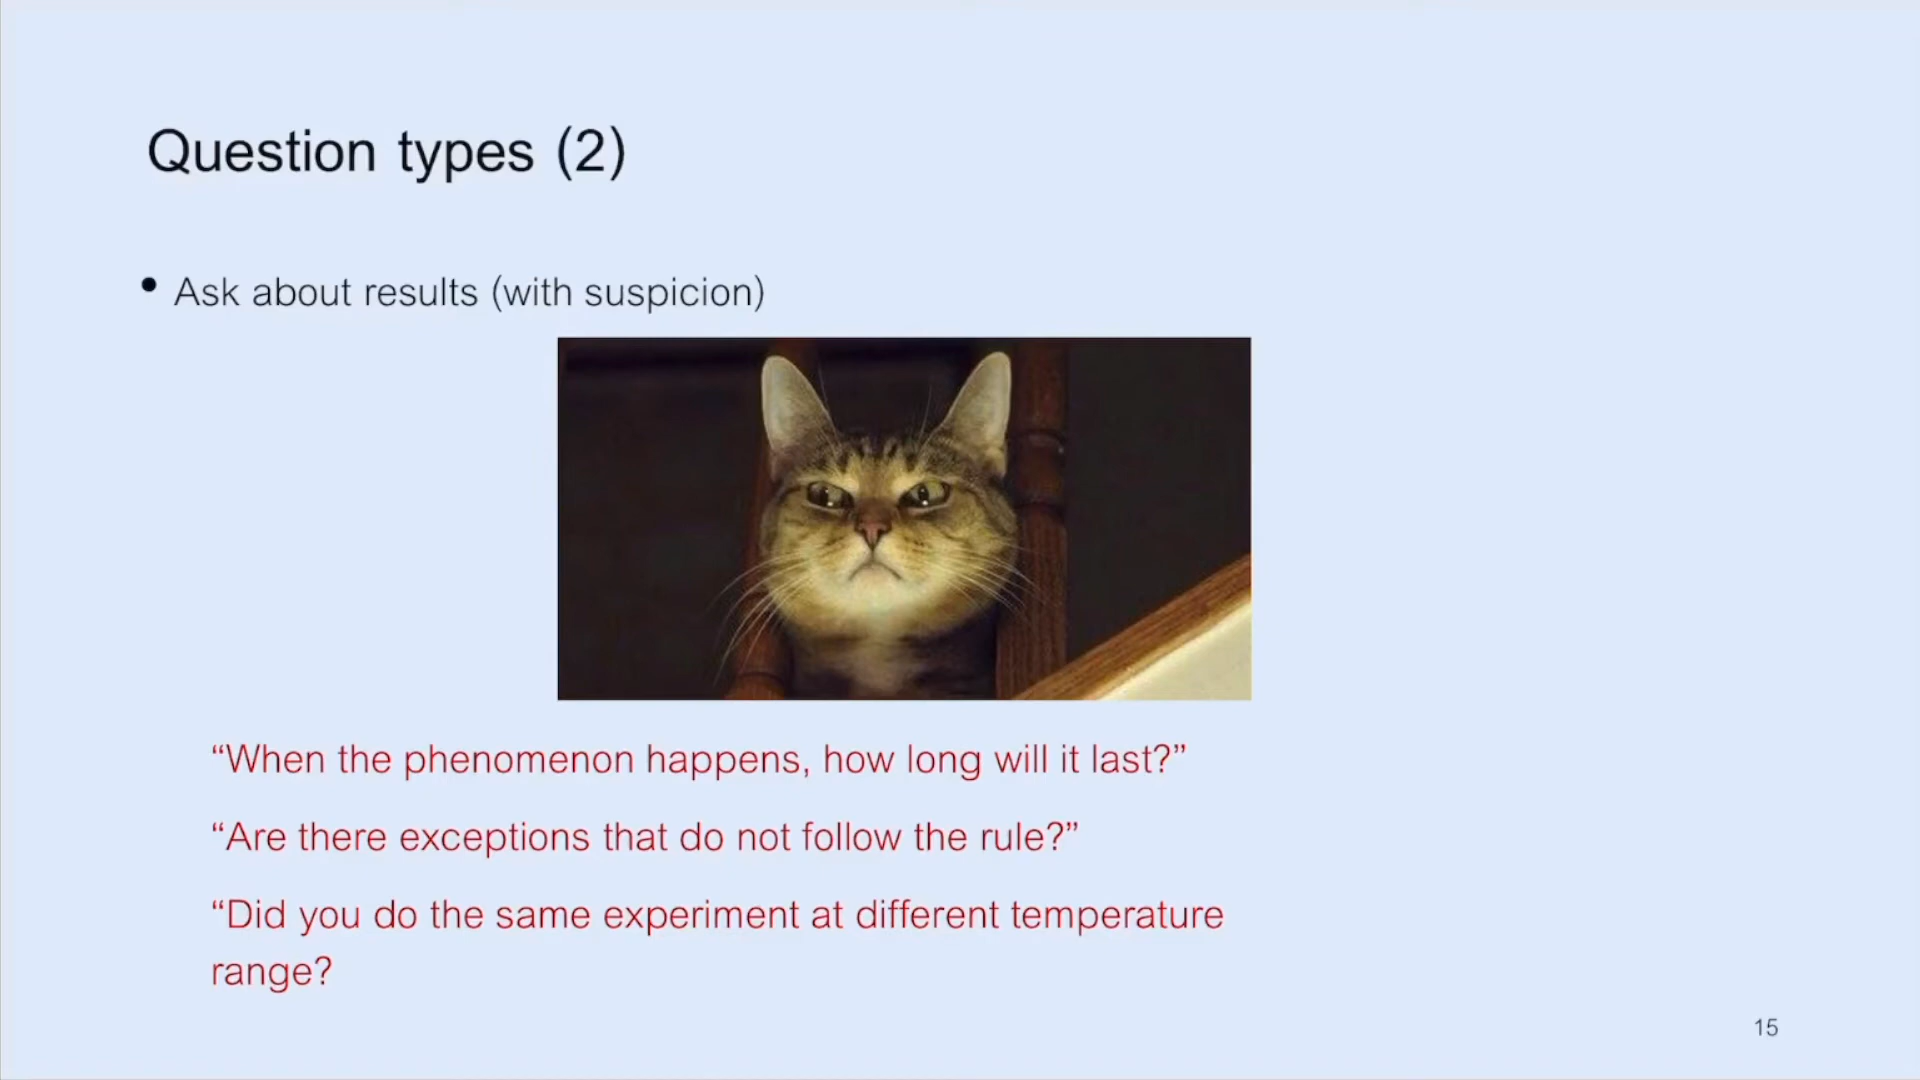 Question types (2)
• Ask about results (with suspicion)
“When the phenomenon happens, how long will it last?”
“Are there exceptions that do not follow the rule?”
“Did you do the same experiment at different temperature
range?
15